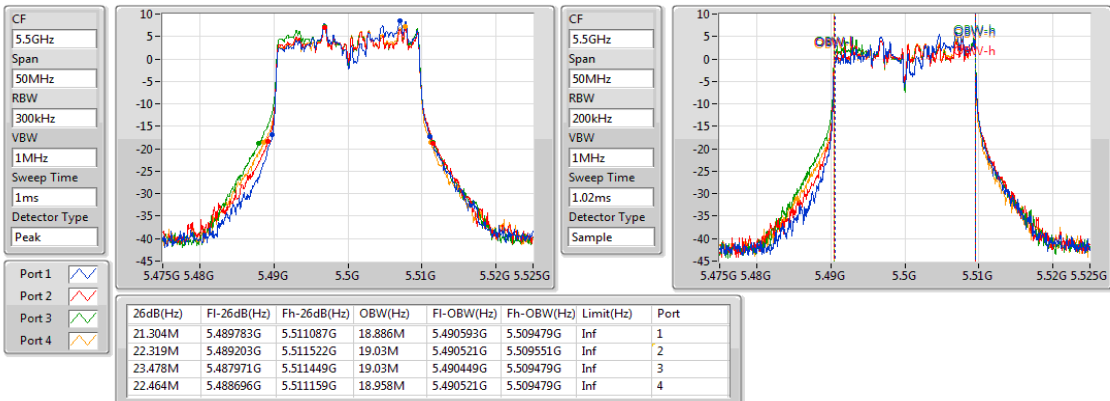 CF
5.5GHz
Span
50MHz
RBW
300kHz
VBW
1MHz
Sweep Time
1ms
Detector Type
Peak
10
5
0
-5
-10
-15
-20
-25
-30
-35
-40
-45
5.475G 5.48G 5.49G 5.5G 5.51G 5.52G 5.525G
CF
5.5GHz
Span
50MHz
RBW
200kHz
VBW
1MHz
Sweep Time
1.02ms
Detector Type
Sample
10
5
0
-5
-10
-15
-20
-25
-30
-35
-40
-45
OBW-h
OBW-h
5.475G 5.48G 5.49G 5.5G 5.51G 5.52G 5.525G
Port 1
Port 2
Port 3
Port 4
26dB(Hz) Fl-26dB(Hz) Fh-26dB(Hz) OBW(Hz) Fl-OBW(Hz) Fh-OBW(Hz) Limit(Hz) Port
21.304M 5.489783G 5.511087G 18.886M 5.490593G 5.509479G Inf 1
22.319M 5.489203G 5.511522G 19.03M 5.490521G 5.509551G Inf 2
23.478M 5.487971G 5.511449G 19.03M 5.490449G 5.509479G Inf 3
22.464M 5.488696G 5.511159G 18.958M 5.490521G 5.509479G Inf 4